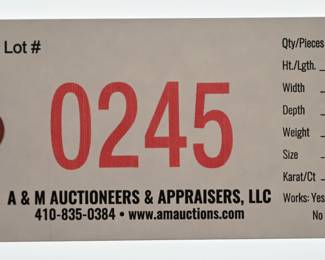 Lot #
0245
A & M AUCTIONEERS & APPRAISERS, LLC
410-835-0384 • www.amauctions.com
Qty/Pieces
Ht./Lgth.
Width
Depth
Weight
Size
Karat/Ct
Works: Yes
No